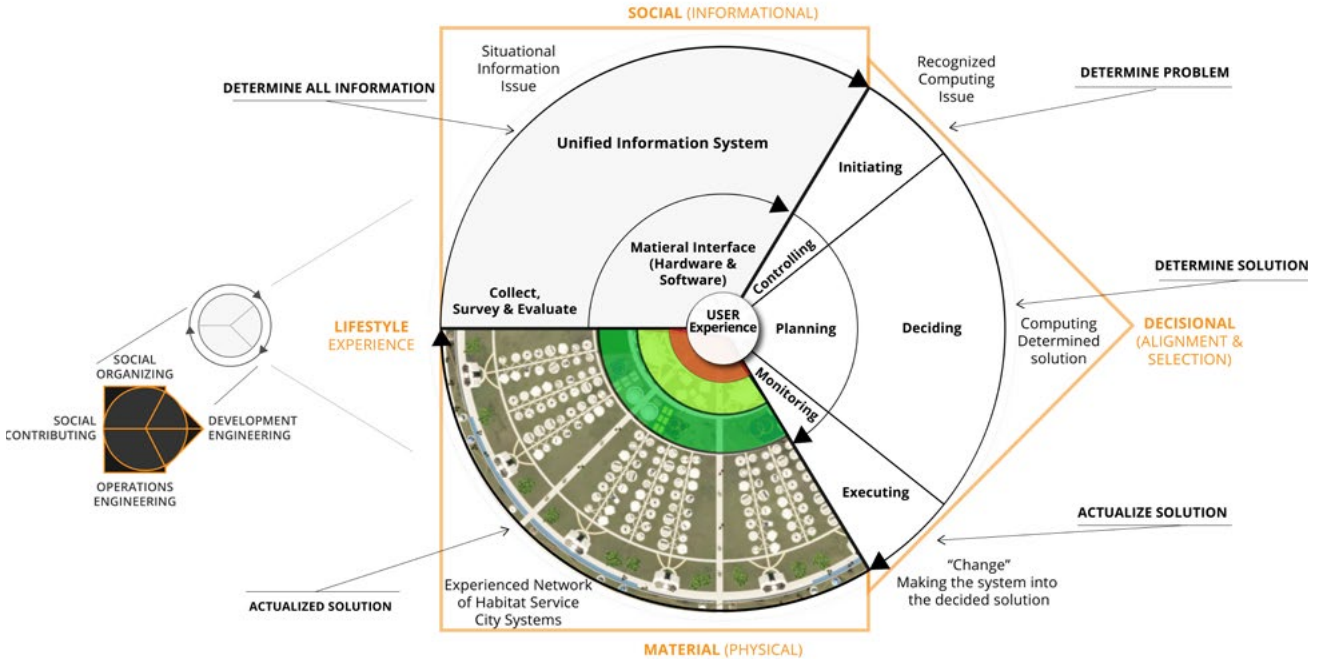 SOCIAL (INFORMATIONAL)
Situational
Information
Issue
Recognized
Computing
Issue
DETERMINE ALL INFORMATION
DETERMINE PROBLEM
Unified Information System
Initiating
Matieral Interface
(Hardware &
Software)
Controlling
Collect,
Survey & Evaluate
USER
Experience
Planning
Deciding
DETERMINE SOLUTION
Computing
Determined
solution
DECISIONAL
(ALIGNMENT &
SELECTION)
LIFESTYLE
EXPERIENCE
SOCIAL
ORGANIZING
SOCIAL
CONTRIBUTING
DEVELOPMENT
ENGINEERING
OPERATIONS
ENGINEERING
Monitoring
Executing
ACTUALIZE SOLUTION
"Change"
Making the system into
the decided solution
ACTUALIZED SOLUTION
Experienced Network
of Habitat Service
City Systems
MATERIAL (PHYSICAL)